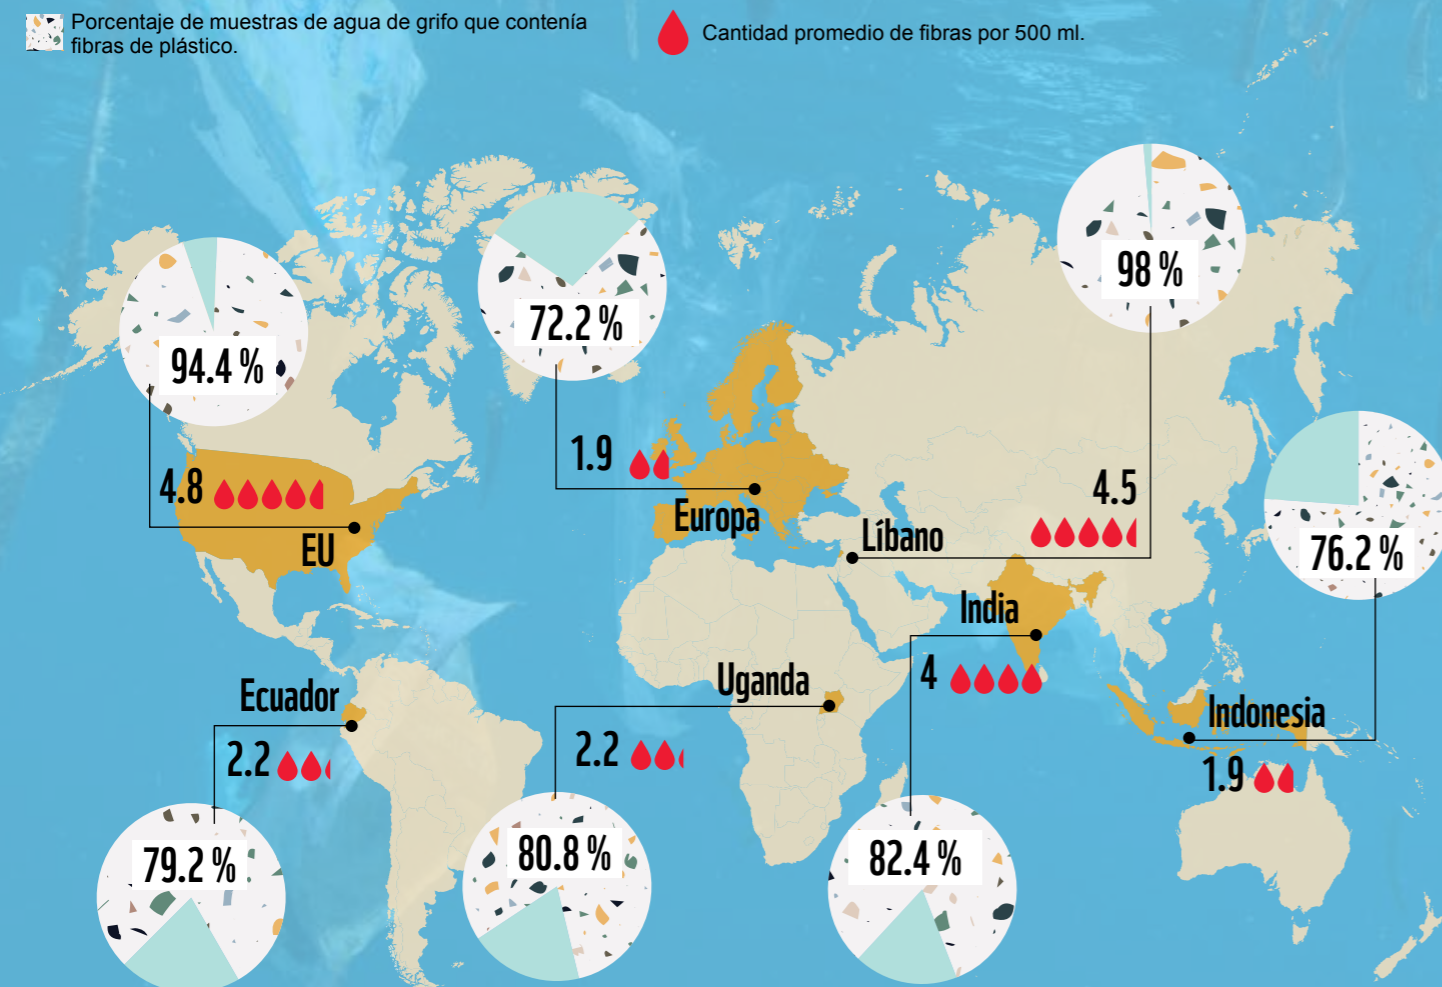 Porcentaje de muestras de agua de grifo que contenía
fibras de plástico.
Cantidad promedio de fibras por 500 ml.
94.4 %
4.8
EU
72.2 %
1.9
Europa
98 %
4.5
Líbano
76.2 %
Indonesia
1.9
India
4
82.4 %
Uganda
2.2
80.8 %
Ecuador
2.2
79.2 %